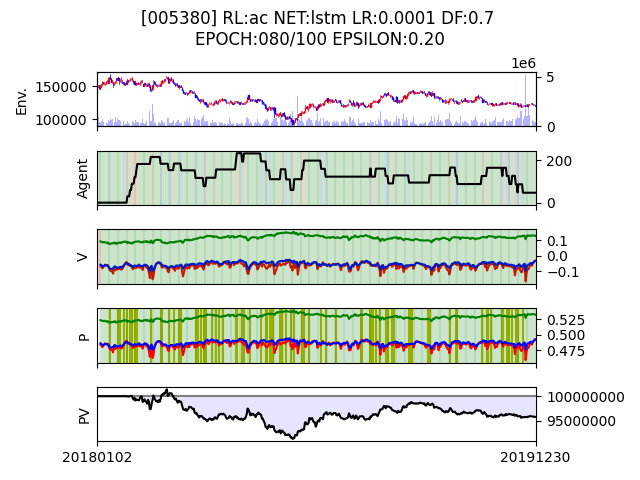 [005380] RL:ac NET:lstm LR:0.0001 DF:0.7
EPOCH:080/100 EPSILON:0.20
1e6
Env.
150000
100000
5
0
Agent
200
0
V
0.1
0.0
−0.1
P
0.525
0.500
0.475
PV
100000000
95000000
20180102
20191230